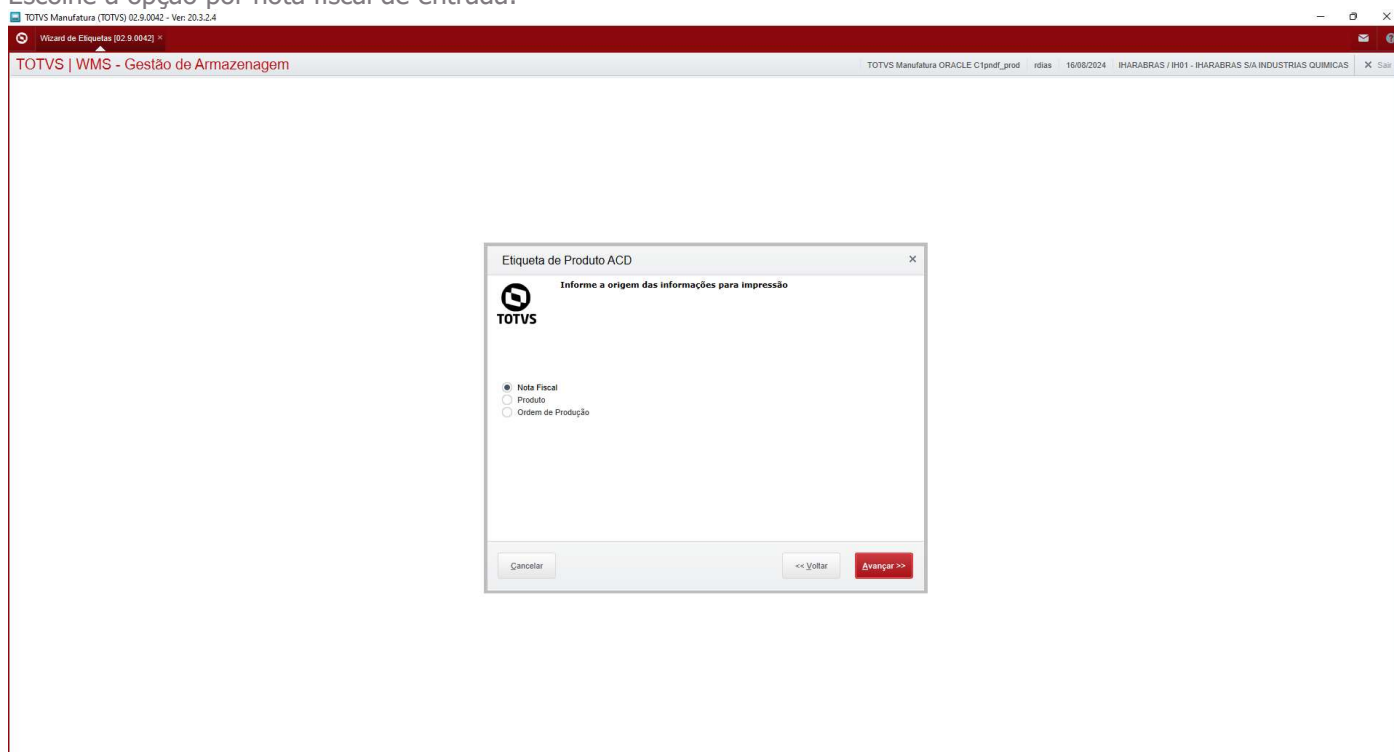 Escolhe a opção por nota fiscal de entrada.
TOTVS Manufatura (TOTVS) 02.9.0042 - Ver: 20.3.2.4
Wizard de Etiquetas [02.9.0042] ×
TOTVS | WMS - Gestão de Armazenagem
TOTVS Manufatura ORACLE C1pndf_prod rdias 16/08/2024 IHARABRAS / IH01 - IHARABRAS S/A INDUSTRIAS QUIMICAS × Sair
Etiqueta de Produto ACD ×
Informe a origem das informações para impressão
TOTVS
Nota Fiscal
Produto
Ordem de Produção
Cancelar
<< Voltar
Avançar >>